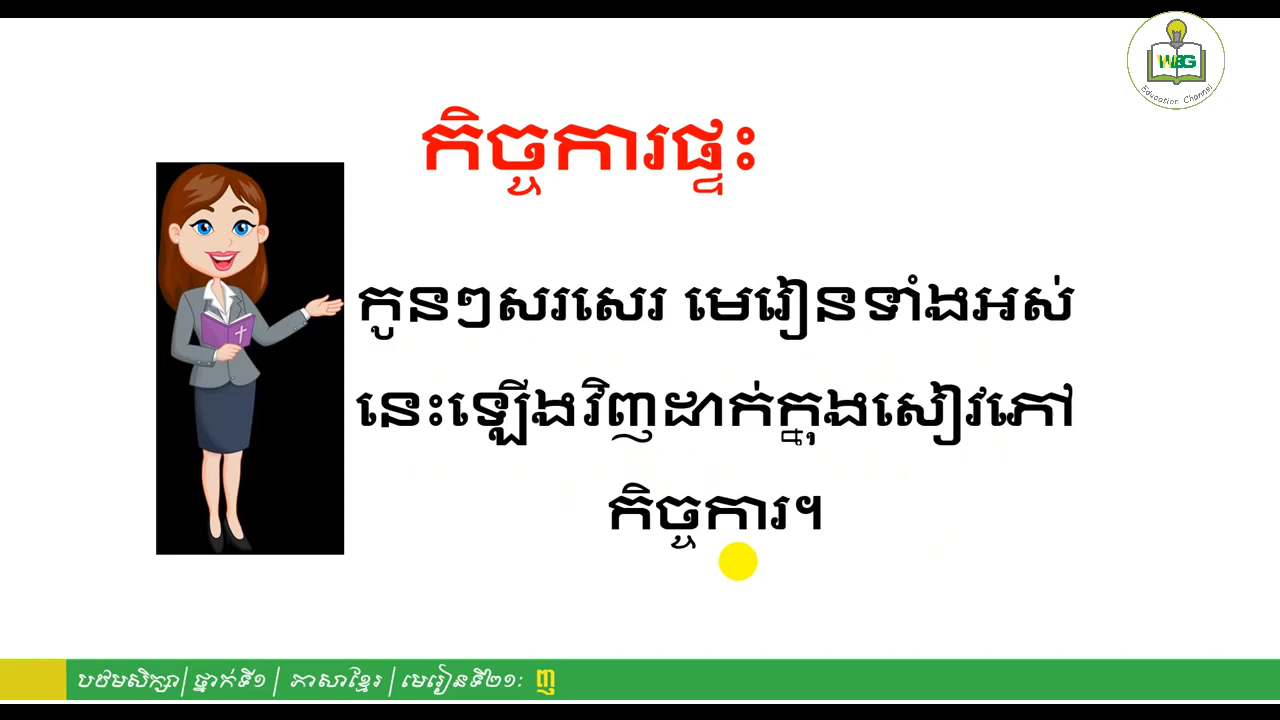 WEG
Education Channel
កិច្ចការផ្ទះ
កូនៗសរសេរ មេរៀនទាំងអស់
នេះឡើងវិញដាក់ក្នុងសៀវភៅ
កិច្ចការ។
បឋមសិក្សា| ថ្នាក់ទី១ | ភាសាខ្មែរ | មេរៀនទី២១: ញ